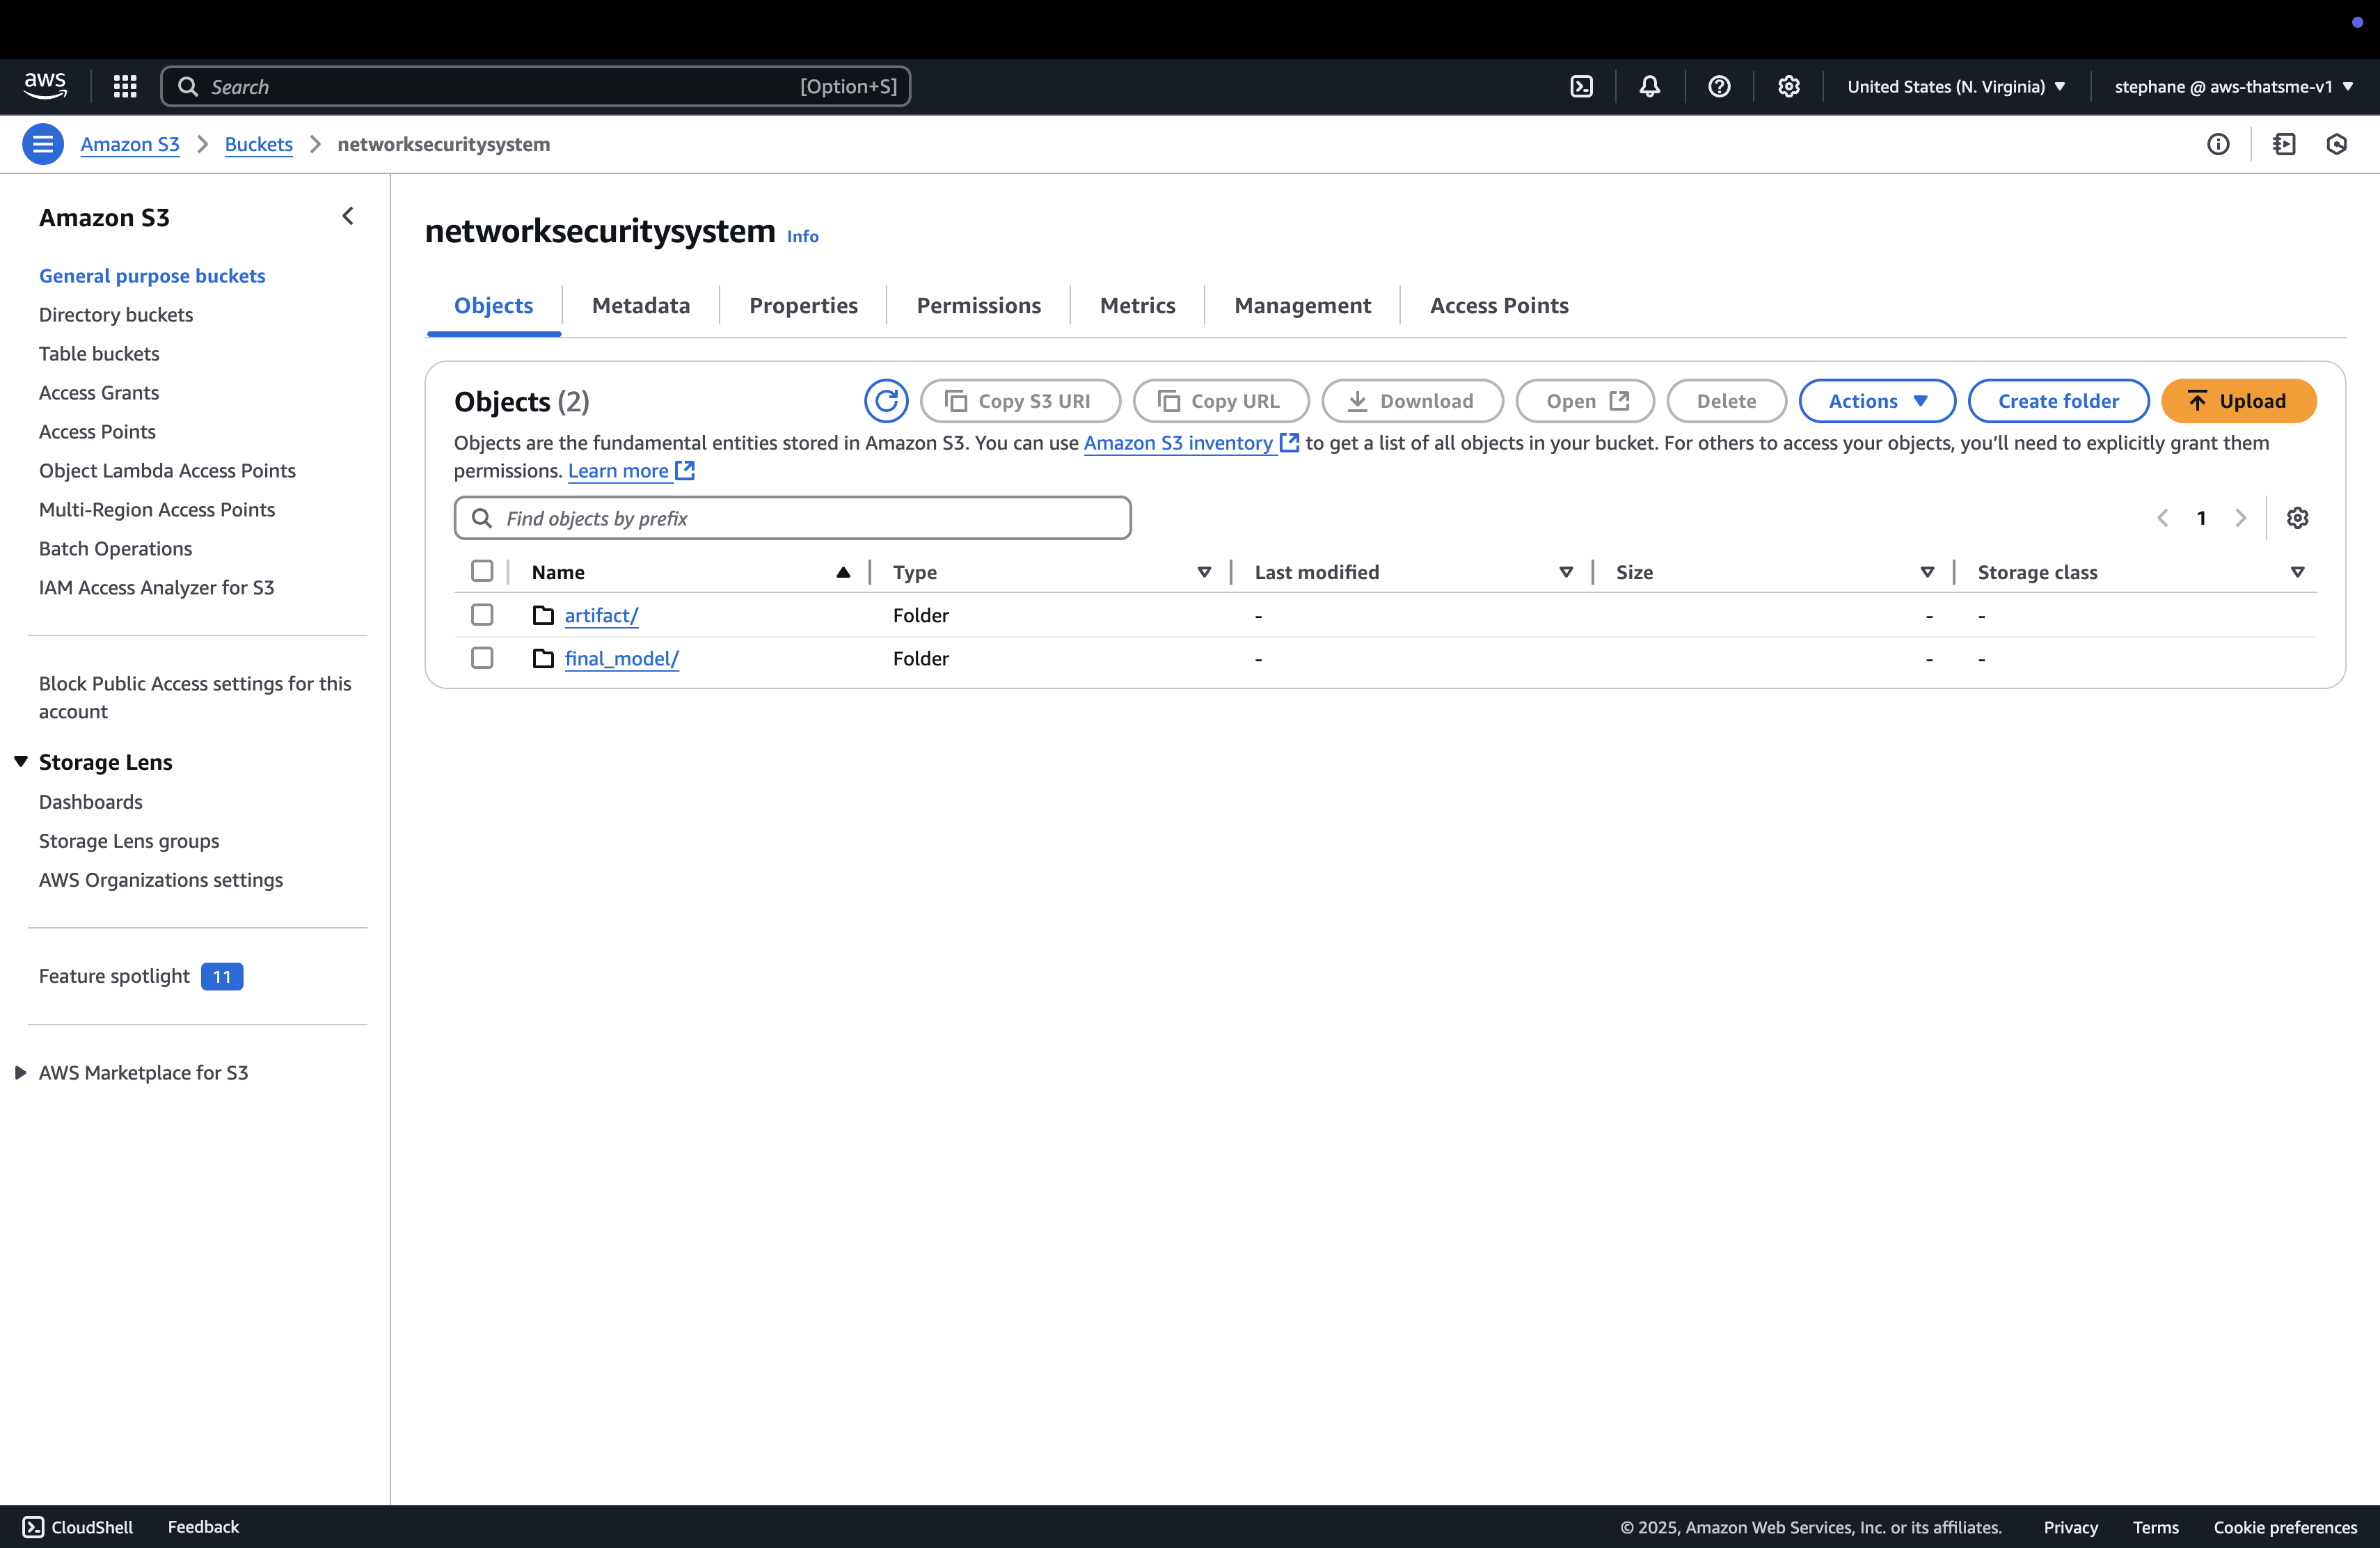 aws
Search
[Option+S]
United States (N. Virginia)
stephane @ aws-thatsme-v1
Amazon S3
Buckets
networksecuritysystem
Amazon S3
General purpose buckets
Directory buckets
Table buckets
Access Grants
Access Points
Object Lambda Access Points
Multi-Region Access Points
Batch Operations
IAM Access Analyzer for S3
Block Public Access settings for this
account
Storage Lens
Dashboards
Storage Lens groups
AWS Organizations settings
Feature spotlight 11
AWS Marketplace for S3
networksecuritysystem Info
Objects
Metadata
Properties
Permissions
Metrics
Management
Access Points
Objects (2)
Copy S3 URI
Copy URL
Download
Open
Delete
Actions
Create folder
Upload
Objects are the fundamental entities stored in Amazon S3. You can use Amazon S3 inventory to get a list of all objects in your bucket. For others to access your objects, you’ll need to explicitly grant them
permissions. Learn more
Find objects by prefix
1
Name Type Last modified Size Storage class
artifact/ Folder - - -
final_model/ Folder - - -
CloudShell
Feedback
© 2025, Amazon Web Services, Inc. or its affiliates.
Privacy
Terms
Cookie preferences